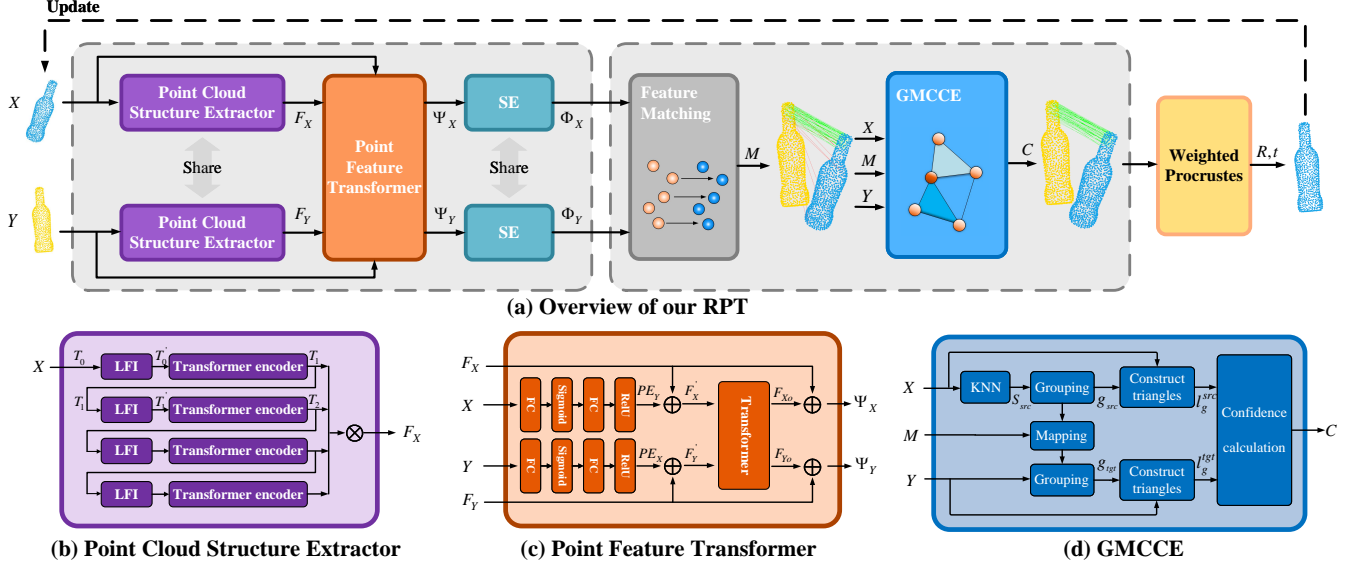 Update
X
Y
Point Cloud
Structure Extractor
Share
Point Cloud
Structure Extractor
F_X
F_Y
Point
Feature
Transformer
Ψ_X
Ψ_Y
SE
Share
SE
Φ_X
Φ_Y
Feature
Matching
M
X
M
Y
GMCCE
C
Weighted
Procrustes
R,t
(a) Overview of our RPT
X
T_0
LFI
T_0'
Transformer encoder
T_1
T_1
LFI
T_1'
Transformer encoder
T_2
LFI
Transformer encoder
LFI
Transformer encoder
F_X
(b) Point Cloud Structure Extractor
F_X
X
FC
Sigmoid
FC
RelU
PE_Y
F_X'
Y
FC
Sigmoid
FC
RelU
PE_X
F_Y'
F_Y
Transformer
F_Xo
F_Yo
Ψ_X
Ψ_Y
(c) Point Feature Transformer
X
KNN
S_src
Grouping
g_src
Construct
triangles
l_g^src
M
Mapping
Y
Grouping
g_tgt
Construct
triangles
l_g^tgt
Confidence
calculation
C
(d) GMCCE